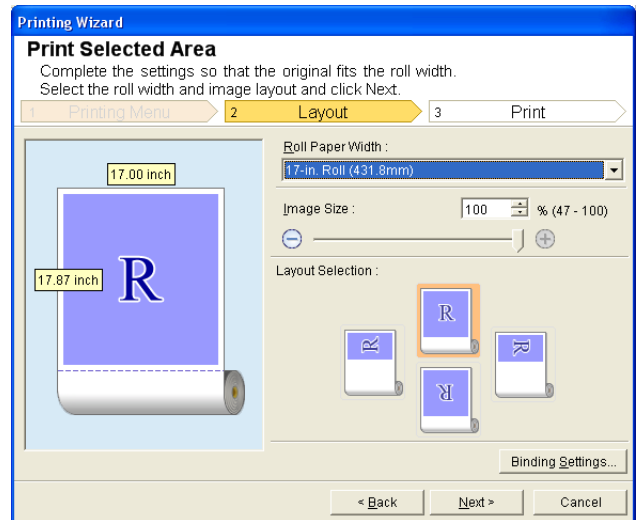 Printing Wizard
Print Selected Area
Complete the settings so that the original fits the roll width.
Select the roll width and image layout and click Next.
1 Printing Menu 2 Layout 3 Print
Roll Paper Width :
17-in. Roll (431.8mm)
17.00 inch
Image Size : 100 % (47 - 100)
17.87 inch
R
Layout Selection :
R
R
R
R
Binding Settings...
< Back Next > Cancel